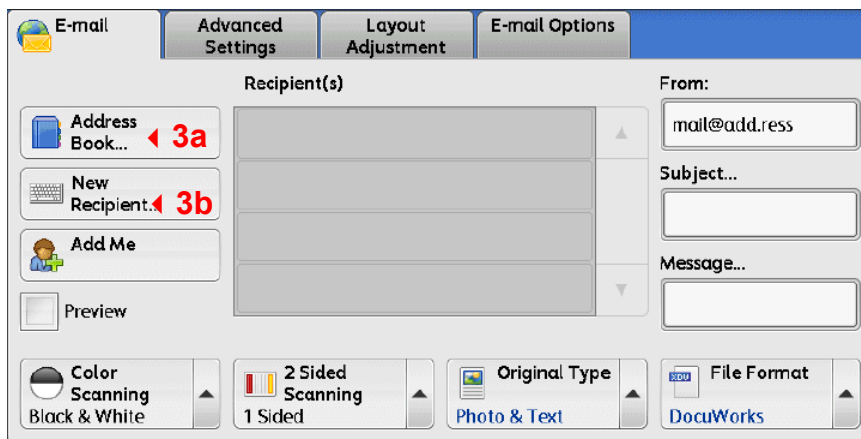 E-mail
Advanced
Settings
Layout
Adjustment
E-mail Options
Recipient(s)
From:
Address
Book...
3a
mail@add.ress
New
Recipient..
3b
Subject...
Add Me
Message...
Preview
Color
Scanning
Black & White
2 Sided
Scanning
1 Sided
Original Type
Photo & Text
XDW
File Format
DocuWorks